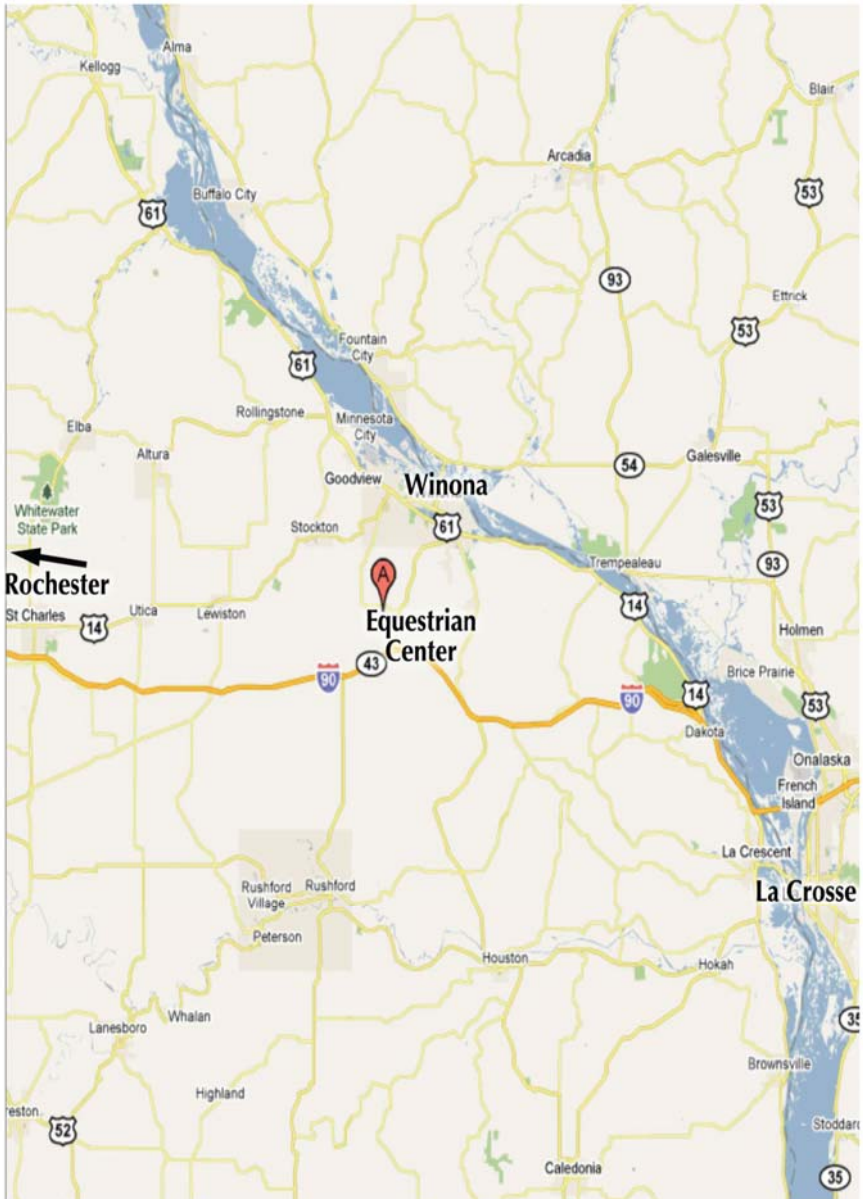 Alma
Kellogg
Blair
Arcadia
Buffalo City
53
61
93
Ettrick
53
Fountain
City
61
Rollingstone
Minnesota
City
Elba
Altura
Galesville
54
Goodview
Winona
Whitewater
State Park
53
Stockton
61
Trempealeau
93
Rochester
A
14
St Charles
14
Utica
Lewiston
Equestrian
Center
Holmen
43
90
Brice Prairie
90
14
53
Dakota
Onalaska
French
Island
La Crescent
Rushford
Village
Rushford
La Crosse
Peterson
Houston
Hokah
Whalan
Lanesboro
35
Brownsville
Highland
reston
52
Stoddard
Caledonia
35